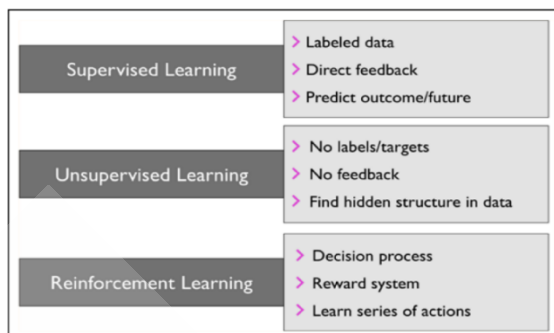 Supervised Learning
Labeled data
Direct feedback
Predict outcome/future
Unsupervised Learning
No labels/targets
No feedback
Find hidden structure in data
Reinforcement Learning
Decision process
Reward system
Learn series of actions